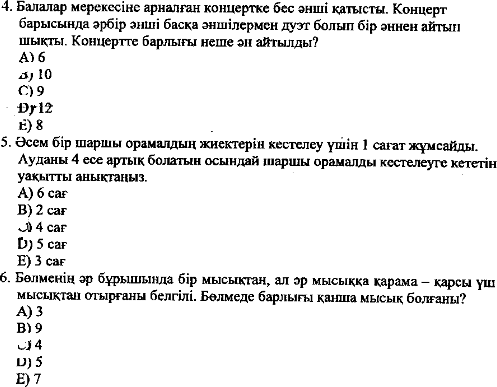 4. Балалар мерекесіне арналған концертке бес әнші қатысты. Концерт
барысында әрбір әнші басқа әншілермен дуэт болып бір әннен айтып
шықты. Концертте барлығы неше ән айтылды?
A) 6
B) 10
C) 9
D) 12
E) 8
5. Әсем бір шаршы орамалдың жиектерін кестелеу үшін 1 сағат жұмсайды.
Ауданы 4 есе артық болатын осындай шаршы орамалды кестелеуге кететін
уақытты анықтаңыз.
A) 6 сағ
B) 2 сағ
C) 4 сағ
D) 5 сағ
E) 3 сағ
6. Бөлменің әр бұрышында бір мысықтан, ал әр мысыққа қарама – қарсы үш
мысықтан отырғаны белгілі. Бөлмеде барлығы қанша мысық болғаны?
A) 3
B) 9
C) 4
D) 5
E) 7